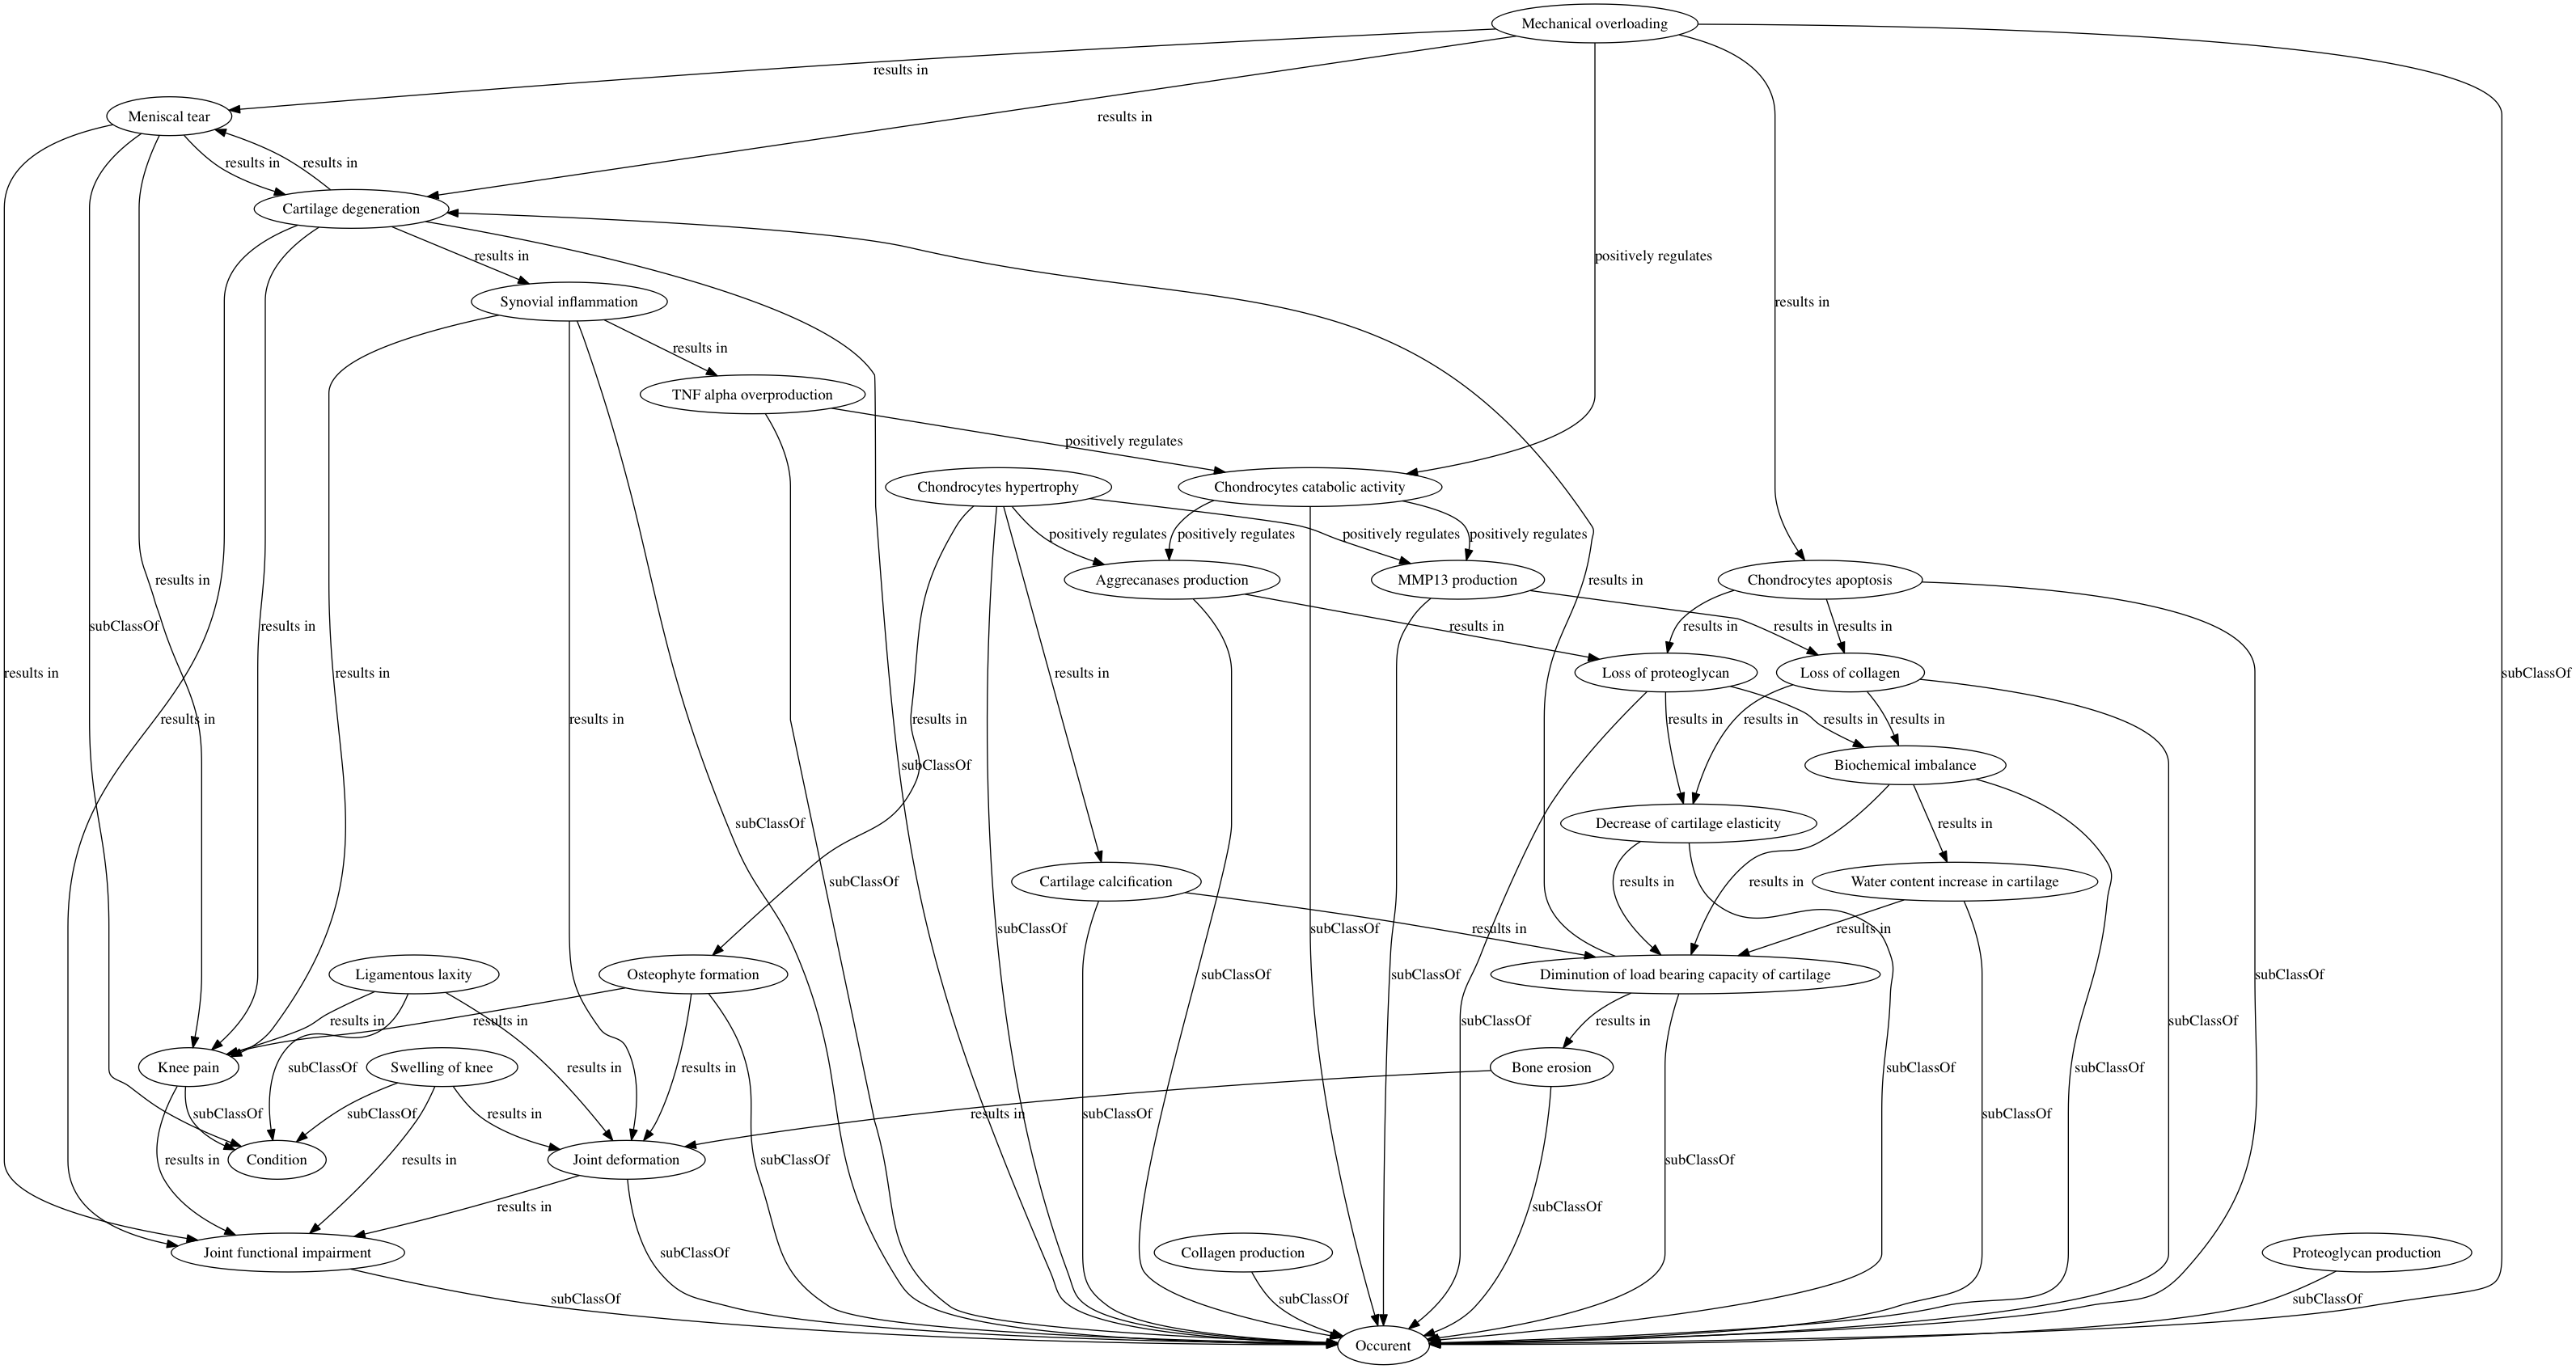 Mechanical overloading
results in
Meniscal tear
results in
results in
results in
Cartilage degeneration
results in
positively regulates
Synovial inflammation
results in
results in
TNF alpha overproduction
positively regulates
Chondrocytes hypertrophy
Chondrocytes catabolic activity
positively regulates
positively regulates
positively regulates
positively regulates
results in
Aggrecanases production
MMP13 production
results in
Chondrocytes apoptosis
subClassOf
results in
results in
results in
results in
results in
results in
results in
results in
results in
Loss of proteoglycan
Loss of collagen
subClassOf
results in
results in
results in
results in
results in
results in
results in
subClassOf
Biochemical imbalance
subClassOf
Decrease of cartilage elasticity
results in
subClassOf
Cartilage calcification
results in
results in
Water content increase in cartilage
subClassOf
subClassOf
results in
results in
Ligamentous laxity
Osteophyte formation
subClassOf
subClassOf
Diminution of load bearing capacity of cartilage
subClassOf
results in
results in
subClassOf
results in
subClassOf
Knee pain
subClassOf
Swelling of knee
results in
results in
Bone erosion
subClassOf
subClassOf
subClassOf
subClassOf
results in
results in
subClassOf
subClassOf
results in
Condition
results in
Joint deformation
subClassOf
subClassOf
results in
subClassOf
Joint functional impairment
subClassOf
Collagen production
Proteoglycan production
subClassOf
subClassOf
subClassOf
Occurent